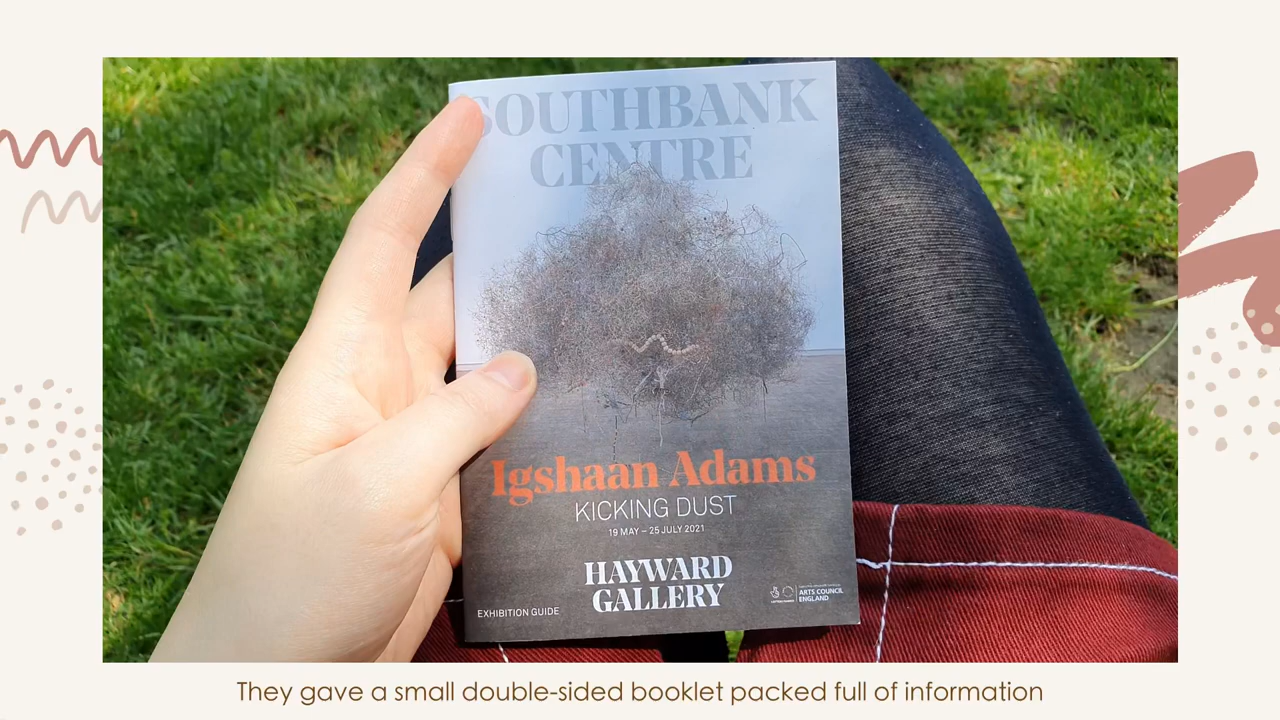 SOUTHBANK
CENTRE
Igshaan Adams
KICKING DUST
19 MAY – 25 JULY 2021
HAYWARD
GALLERY
EXHIBITION GUIDE
ARTS COUNCIL
ENGLAND
They gave a small double-sided booklet packed full of information